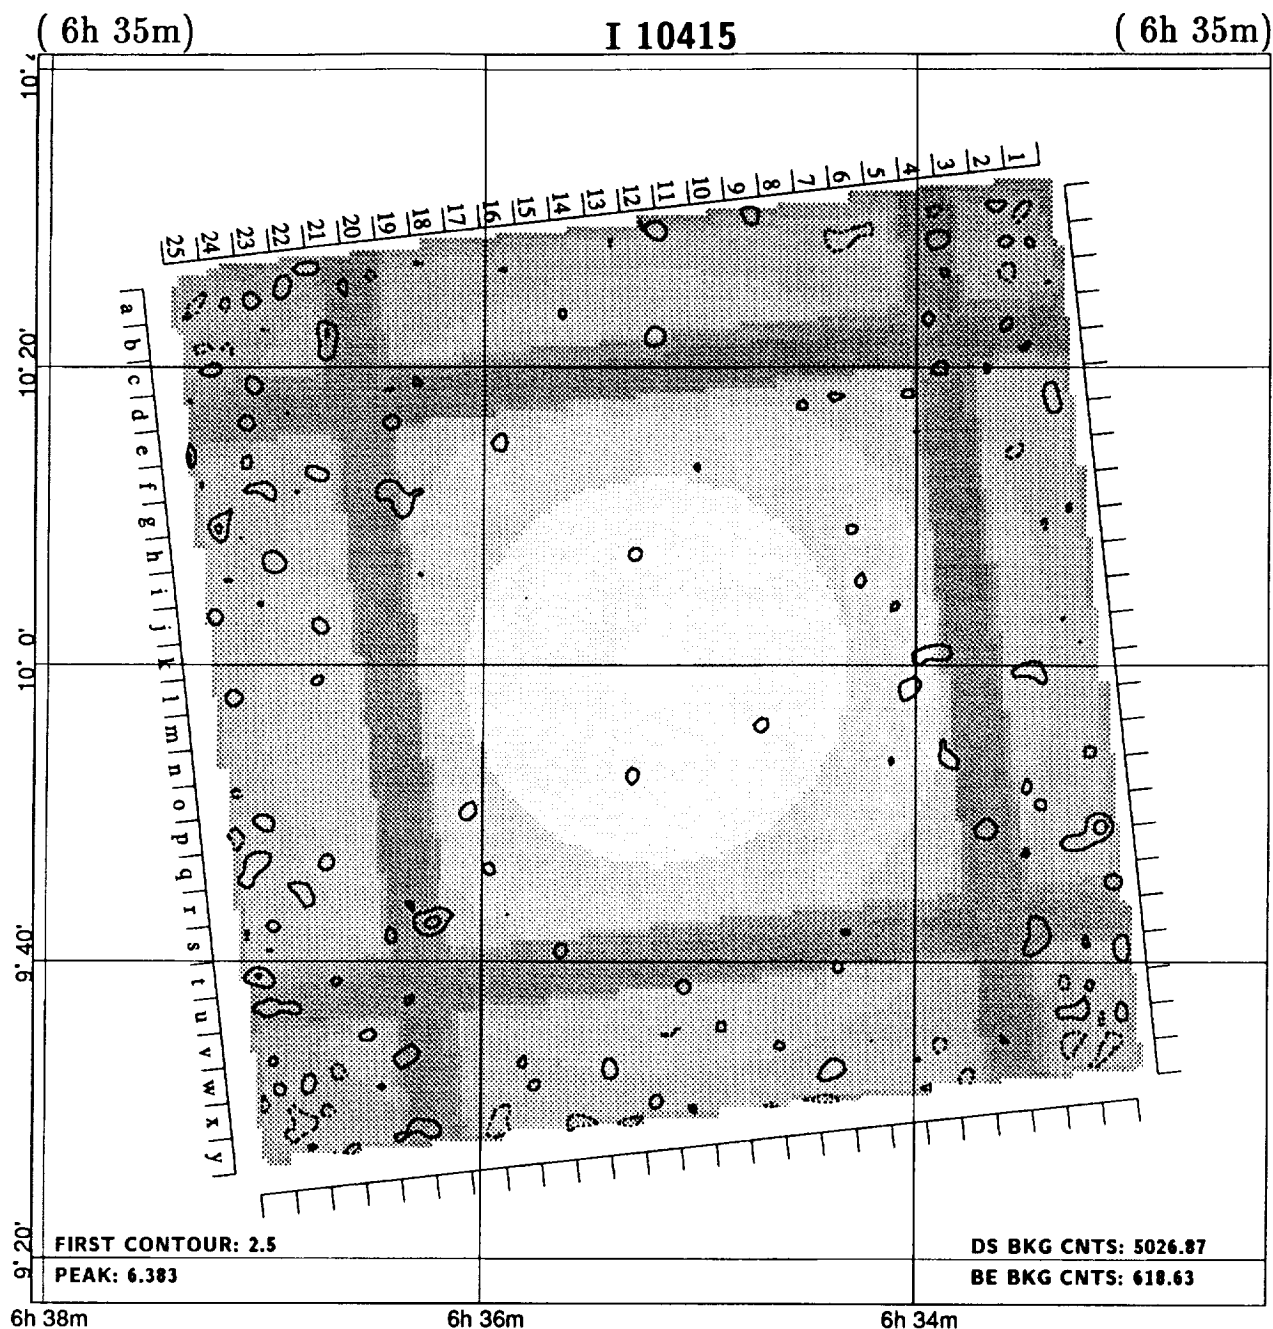 ( 6h 35m) I 10415 ( 6h 35m)
25 24 23 22 21 20 19 18 17 16 15 14 13 12 11 10 9 8 7 6 5 4 3 2 1
a b c d e f g h i j k l m n o p q r s t u v w x y
10° 20'
10° 0'
9° 40'
9° 20'
FIRST CONTOUR: 2.5
PEAK: 6.383
DS BKG CNTS: 5026.87
BE BKG CNTS: 618.63
6h 38m 6h 36m 6h 34m